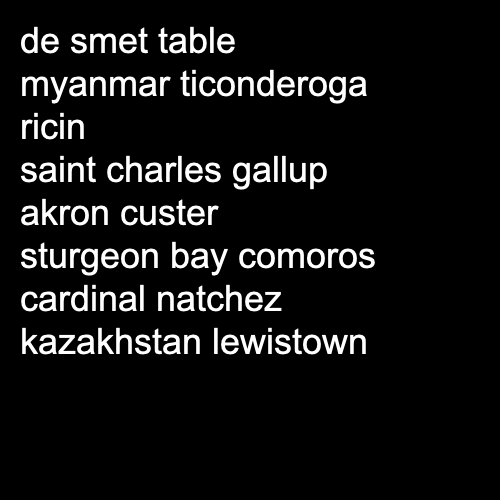 de smet table
myanmar ticonderoga
ricin
saint charles gallup
akron custer
sturgeon bay comoros
cardinal natchez
kazakhstan lewistown